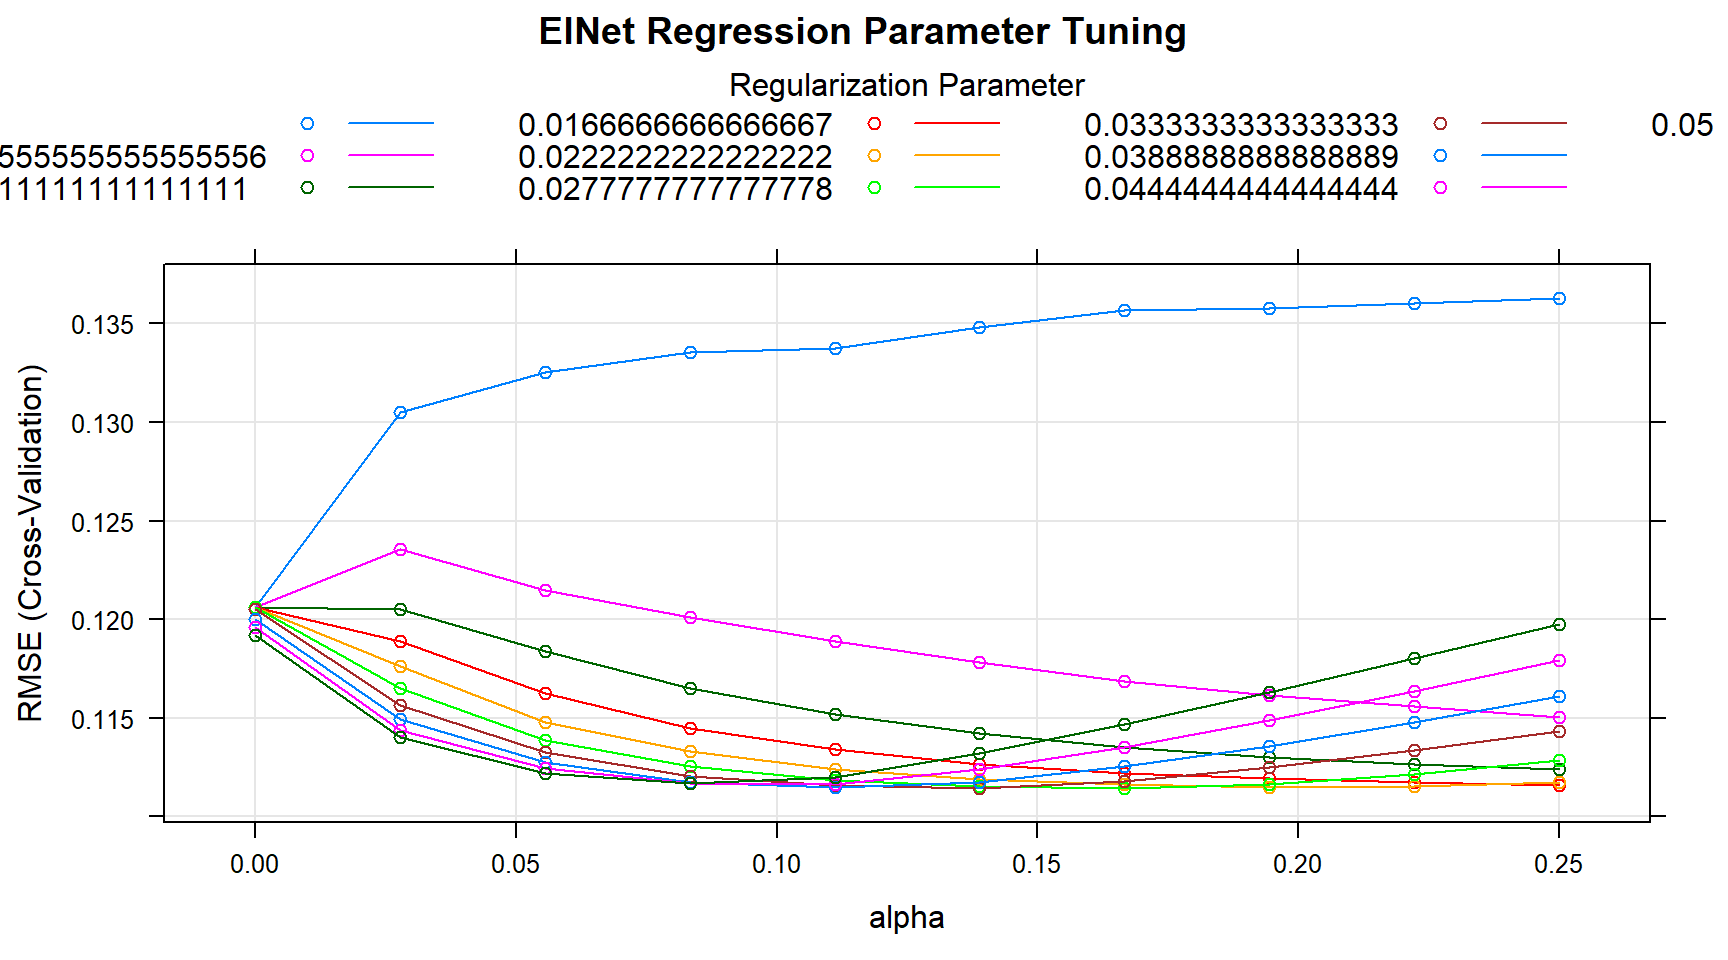 ElNet Regression Parameter Tuning
Regularization Parameter
0.0166666666666667 0.0333333333333333 0.05
555555555555556 0.0222222222222222 0.0388888888888889
11111111111111 0.0277777777777778 0.0444444444444444
RMSE (Cross-Validation)
0.135
0.130
0.125
0.120
0.115
0.00 0.05 0.10 0.15 0.20 0.25
alpha